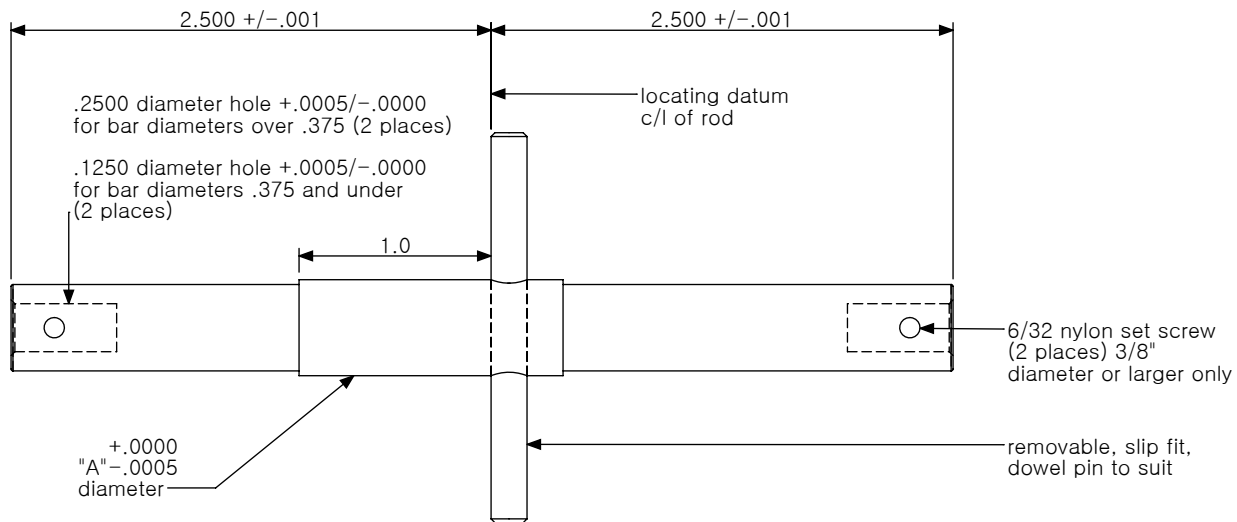 2.500 +/-.001
2.500 +/-.001
.2500 diameter hole +.0005/-.0000
for bar diameters over .375 (2 places)
locating datum
c/l of rod
.1250 diameter hole +.0005/-.0000
for bar diameters .375 and under
(2 places)
1.0
6/32 nylon set screw
(2 places) 3/8"
diameter or larger only
+.0000
"A"-.0005
diameter
removable, slip fit,
dowel pin to suit